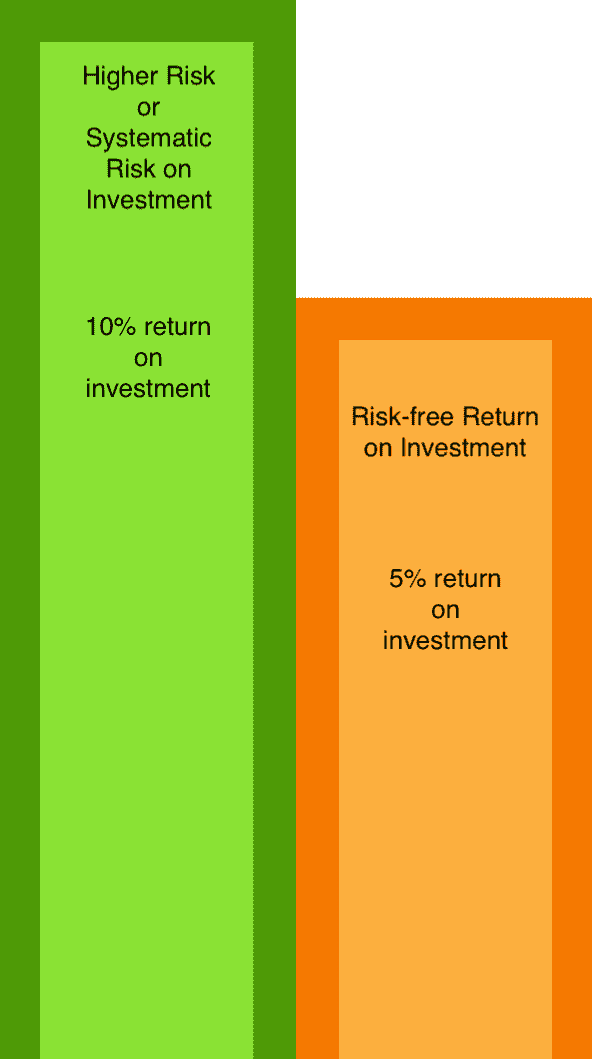 Higher Risk
or
Systematic
Risk on
Investment
10% return
on
investment
Risk-free Return
on Investment
5% return
on
investment